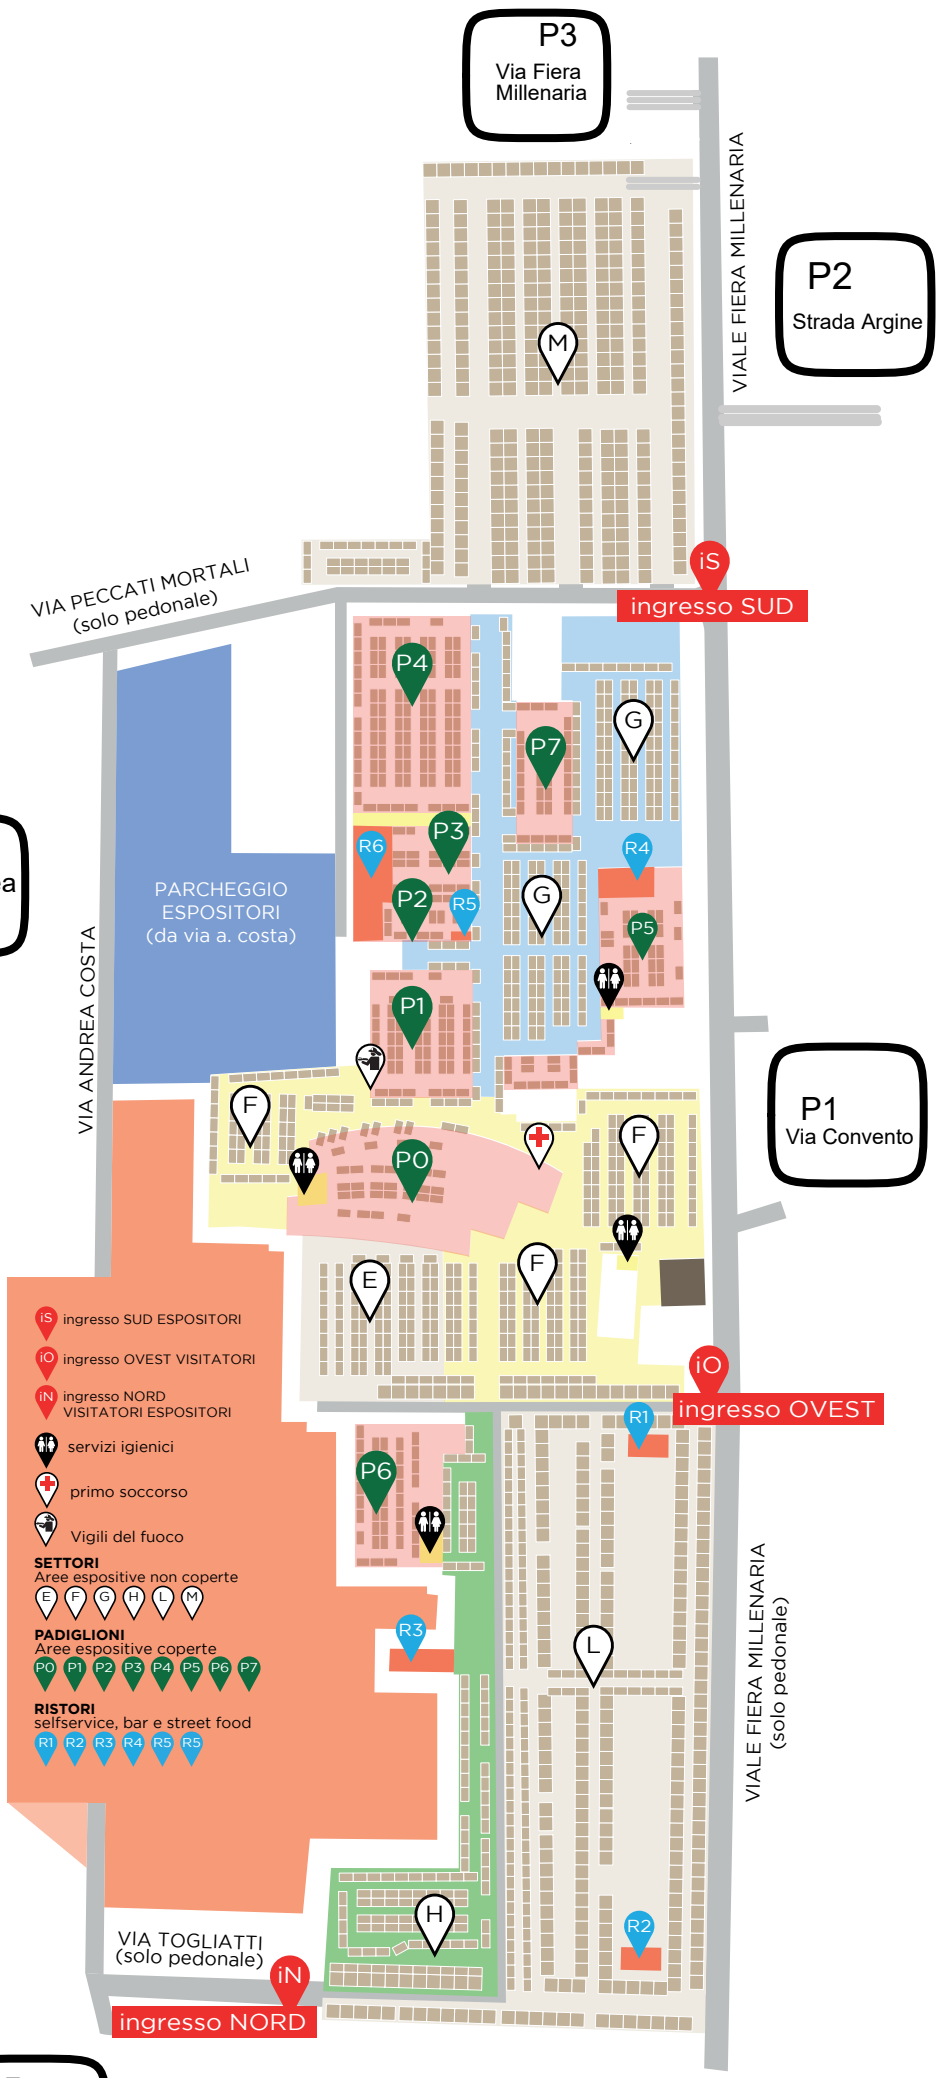 P3
Via Fiera
Millenaria
VIALE FIERA MILLENARIA
P2
Strada Argine
M
iS
ingresso SUD
VIA PECCATI MORTALI
(solo pedonale)
P4
G
P7
P3
R6
R4
P2
R5
G
P5
PARCHEGGIO
ESPOSITORI
(da via a. costa)
a
VIA ANDREA COSTA
P1
P1
Via Convento
F
F
P0
E
F
iO
ingresso OVEST
R1
iS ingresso SUD ESPOSITORI
iO ingresso OVEST VISITATORI
iN ingresso NORD
VISITATORI ESPOSITORI
servizi igienici
primo soccorso
Vigili del fuoco
SETTORI
Aree espositive non coperte
E F G H L M
PADIGLIONI
Aree espositive coperte
P0 P1 P2 P3 P4 P5 P6 P7
RISTORI
selfservice, bar e street food
R1 R2 R3 R4 R5 R5
P6
R3
L
VIALE FIERA MILLENARIA
(solo pedonale)
H
R2
VIA TOGLIATTI
(solo pedonale)
iN
ingresso NORD